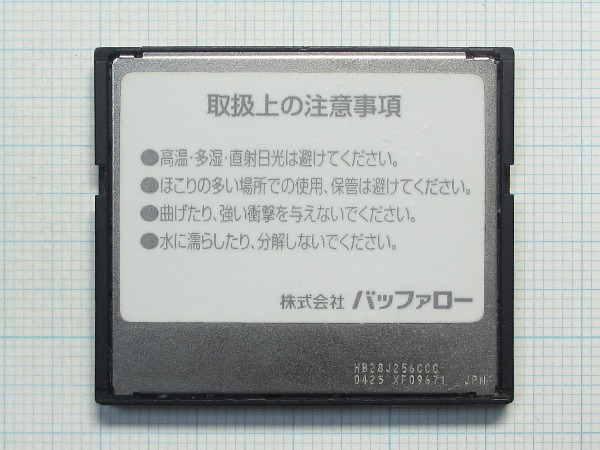 取扱上の注意事項
●高温・多湿・直射日光は避けてください。
●ほこりの多い場所での使用、保管は避けてください。
●曲げたり、強い衝撃を与えないでください。
●水に濡らしたり、分解しないでください。
株式会社 バッファロー
HB28J256CCC
0425 XF09671 JPN